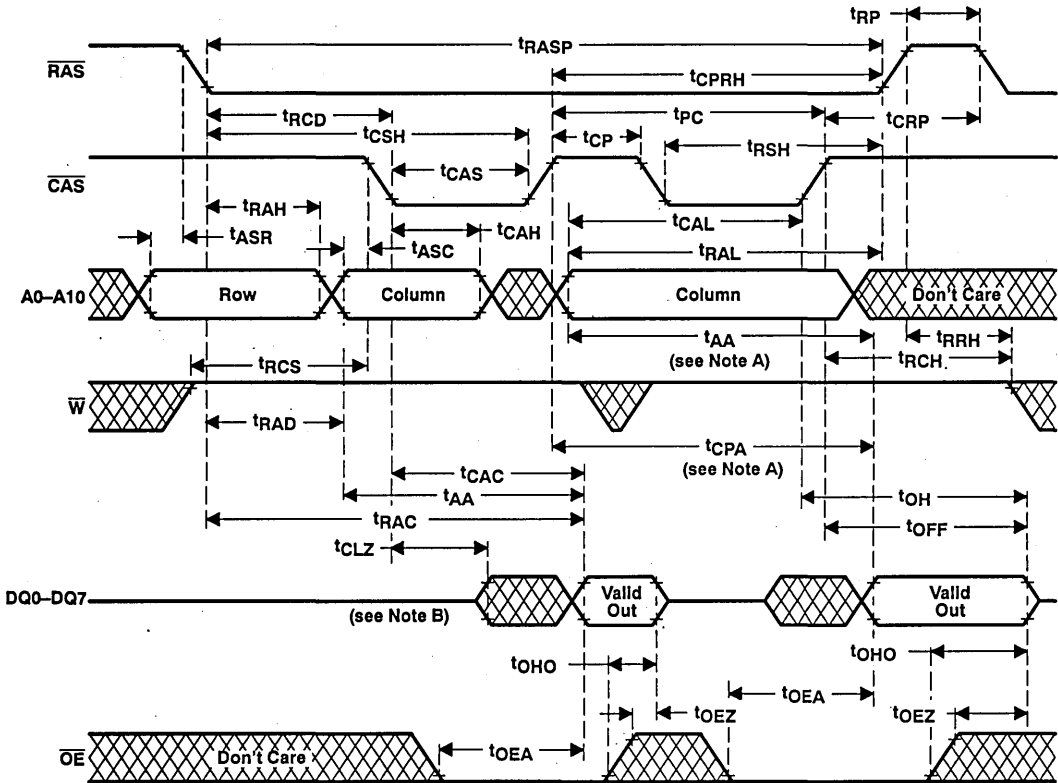 tRP
tRASP
RAS
tCPRH
tRCD
tPC
tCRP
tCSH
tCP
tRSH
CAS
tCAS
tRAH
tCAH
tCAL
tASR
tASC
tRAL
A0–A10
Row
Column
Column
Don't Care
tAA
(see Note A)
tRRH
tRCS
tRCH
W
tRAD
tCPA
(see Note A)
tCAC
tAA
tOH
tRAC
tOFF
tCLZ
DQ0–DQ7
(see Note B)
Valid
Out
Valid
Out
tOHO
tOHO
tOEA
tOEZ
tOEZ
OE
Don't Care
tOEA